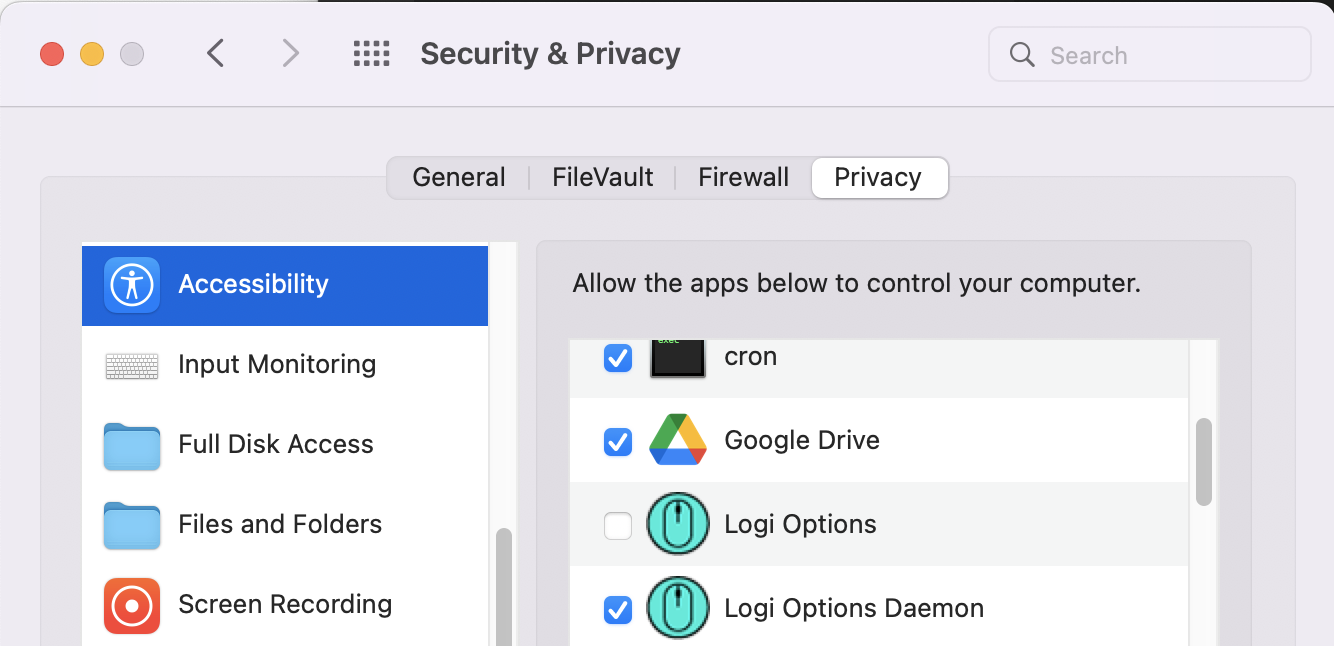 Security & Privacy
Search
General
FileVault
Firewall
Privacy
Accessibility
Input Monitoring
Full Disk Access
Files and Folders
Screen Recording
Allow the apps below to control your computer.
exec
cron
Google Drive
Logi Options
Logi Options Daemon